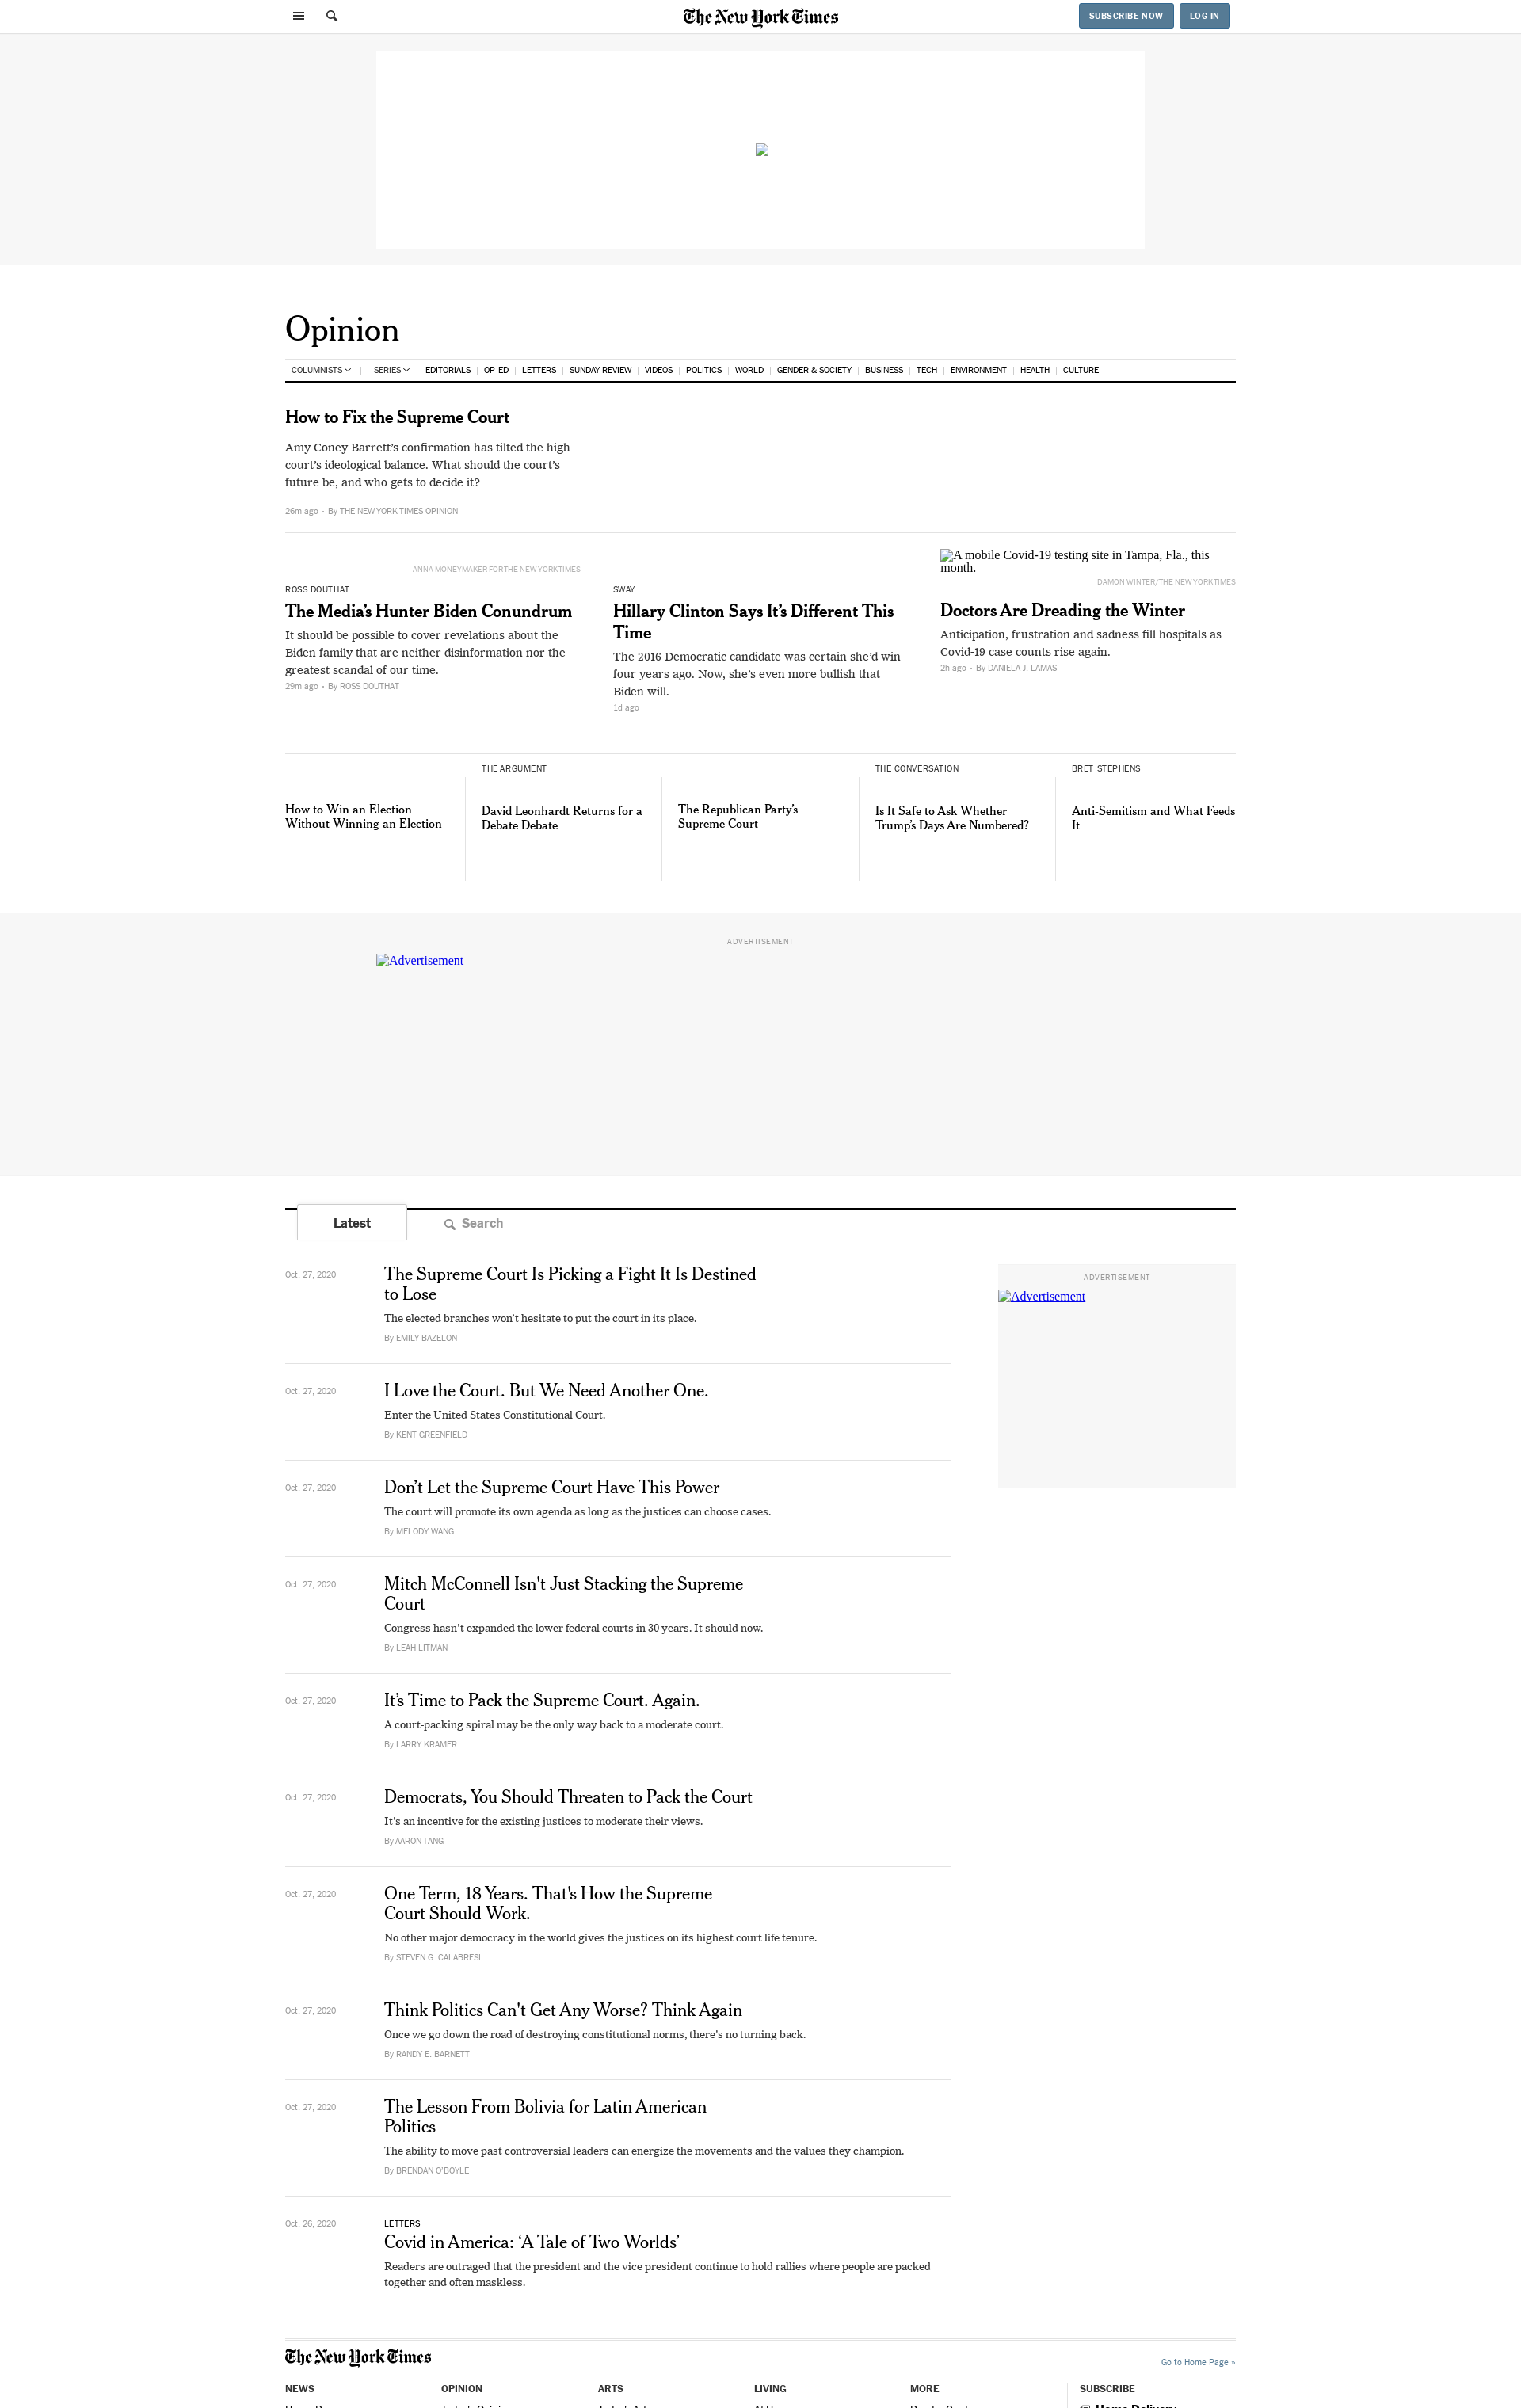 The New York Times
SUBSCRIBE NOW
LOG IN
Opinion
COLUMNISTS
SERIES
EDITORIALS
OP-ED
LETTERS
SUNDAY REVIEW
VIDEOS
POLITICS
WORLD
GENDER & SOCIETY
BUSINESS
TECH
ENVIRONMENT
HEALTH
CULTURE
How to Fix the Supreme Court
Amy Coney Barrett’s confirmation has tilted the high
court’s ideological balance. What should the court’s
future be, and who gets to decide it?
26m ago • By THE NEW YORK TIMES OPINION
ANNA MONEYMAKER FOR THE NEW YORK TIMES
ROSS DOUTHAT
The Media’s Hunter Biden Conundrum
It should be possible to cover revelations about the
Biden family that are neither disinformation nor the
greatest scandal of our time.
29m ago • By ROSS DOUTHAT
SWAY
Hillary Clinton Says It’s Different This
Time
The 2016 Democratic candidate was certain she’d win
four years ago. Now, she’s even more bullish that
Biden will.
1d ago
A mobile Covid-19 testing site in Tampa, Fla., this
month.
DAMON WINTER/THE NEW YORK TIMES
Doctors Are Dreading the Winter
Anticipation, frustration and sadness fill hospitals as
Covid-19 case counts rise again.
2h ago • By DANIELA J. LAMAS
How to Win an Election
Without Winning an Election
THE ARGUMENT
David Leonhardt Returns for a
Debate Debate
The Republican Party’s
Supreme Court
THE CONVERSATION
Is It Safe to Ask Whether
Trump’s Days Are Numbered?
BRET STEPHENS
Anti-Semitism and What Feeds
It
ADVERTISEMENT
Advertisement
Latest
Search
Oct. 27, 2020
The Supreme Court Is Picking a Fight It Is Destined
to Lose
The elected branches won’t hesitate to put the court in its place.
By EMILY BAZELON
ADVERTISEMENT
Advertisement
Oct. 27, 2020
I Love the Court. But We Need Another One.
Enter the United States Constitutional Court.
By KENT GREENFIELD
Oct. 27, 2020
Don’t Let the Supreme Court Have This Power
The court will promote its own agenda as long as the justices can choose cases.
By MELODY WANG
Oct. 27, 2020
Mitch McConnell Isn't Just Stacking the Supreme
Court
Congress hasn't expanded the lower federal courts in 30 years. It should now.
By LEAH LITMAN
Oct. 27, 2020
It’s Time to Pack the Supreme Court. Again.
A court-packing spiral may be the only way back to a moderate court.
By LARRY KRAMER
Oct. 27, 2020
Democrats, You Should Threaten to Pack the Court
It's an incentive for the existing justices to moderate their views.
By AARON TANG
Oct. 27, 2020
One Term, 18 Years. That's How the Supreme
Court Should Work.
No other major democracy in the world gives the justices on its highest court life tenure.
By STEVEN G. CALABRESI
Oct. 27, 2020
Think Politics Can't Get Any Worse? Think Again
Once we go down the road of destroying constitutional norms, there's no turning back.
By RANDY E. BARNETT
Oct. 27, 2020
The Lesson From Bolivia for Latin American
Politics
The ability to move past controversial leaders can energize the movements and the values they champion.
By BRENDAN O’BOYLE
Oct. 26, 2020
LETTERS
Covid in America: ‘A Tale of Two Worlds’
Readers are outraged that the president and the vice president continue to hold rallies where people are packed
together and often maskless.
The New York Times
Go to Home Page »
NEWS
OPINION
ARTS
LIVING
MORE
SUBSCRIBE